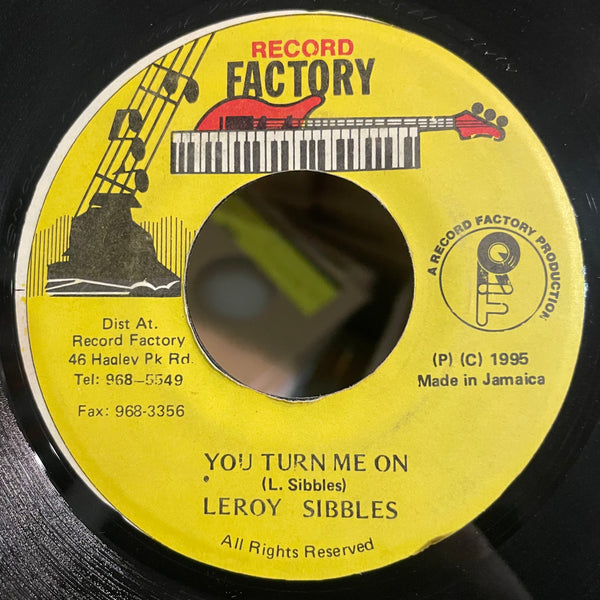 RECORD
FACTORY
A RECORD FACTORY PRODUCTION
Dist At.
Record Factory
46 Hagley Pk Rd.
Tel: 968-5549
Fax: 968-3356
(P) (C) 1995
Made in Jamaica
YOU TURN ME ON
(L. Sibbles)
LEROY SIBBLES
All Rights Reserved